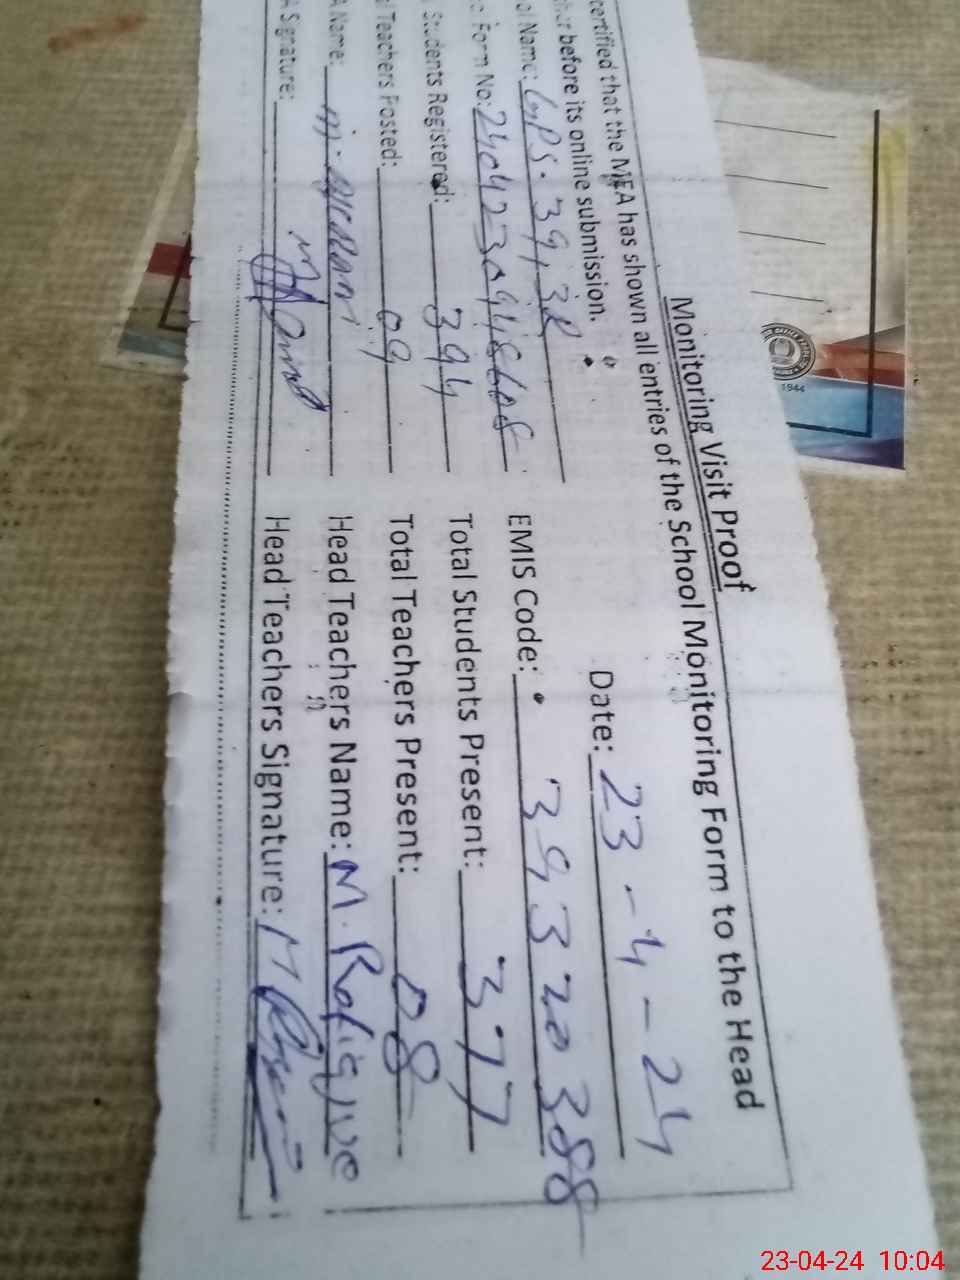 Monitoring Visit Proof
certified that the MEA has shown all entries of the School Monitoring Form to the Head
before its online submission. Date: 23-4-24
Name: GPS. 39, 3R
Form No: EMIS Code: 39320388
Students Registered: 394 Total Students Present: 377
Teachers Posted: 09 Total Teachers Present: 08
Name: Head Teachers Name: M. Rafique
Signature: Head Teachers Signature:
1944
23-04-24 10:04